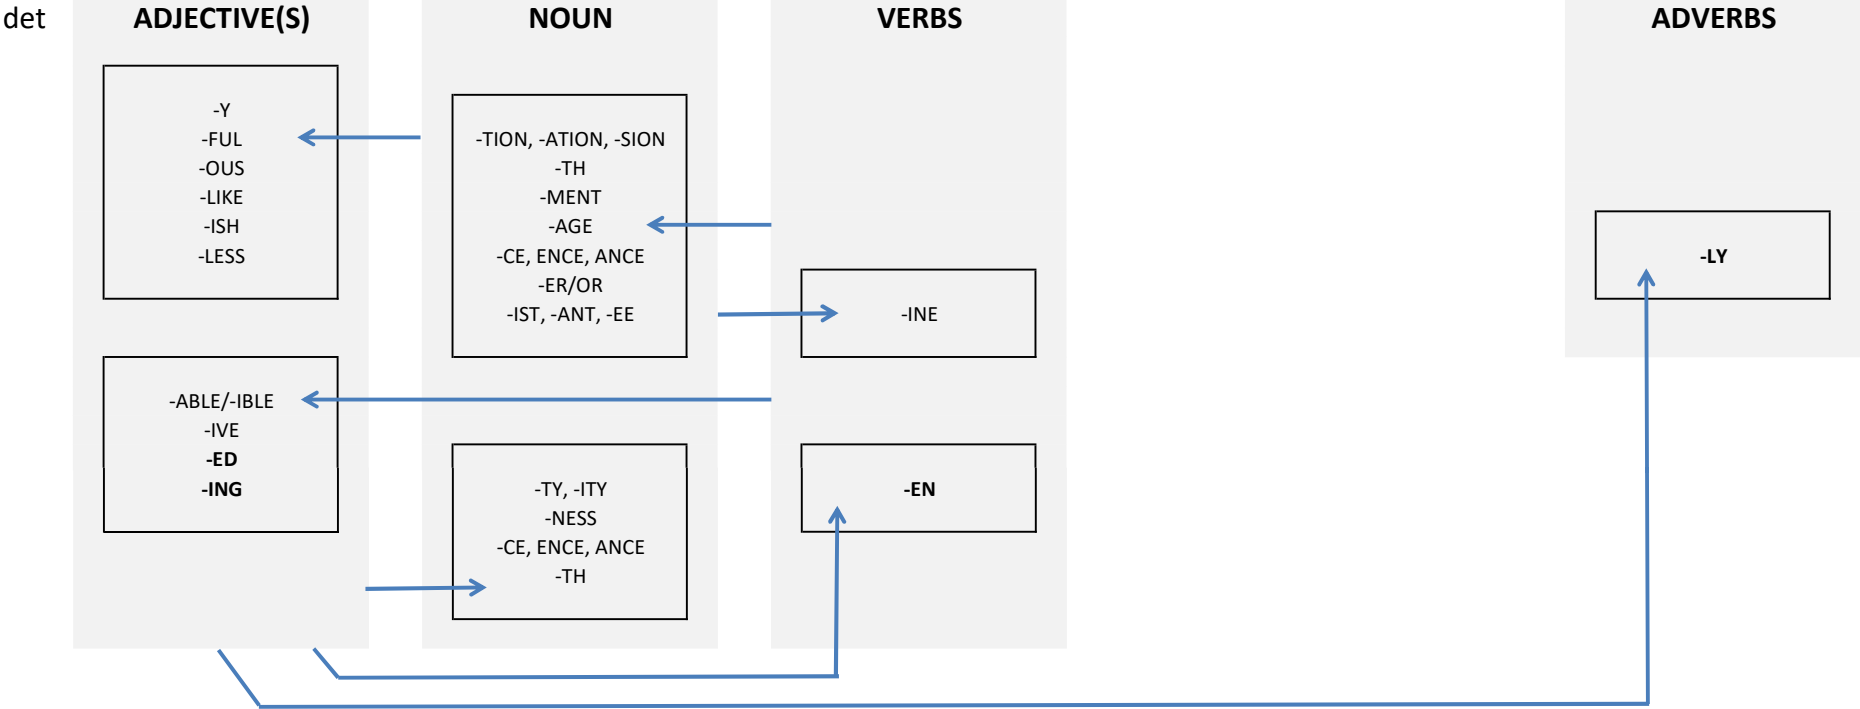 det
ADJECTIVE(S)
NOUN
VERBS
ADVERBS
-Y
-FUL
-OUS
-LIKE
-ISH
-LESS
-ABLE/-IBLE
-IVE
-ED
-ING
-TION, -ATION, -SION
-TH
-MENT
-AGE
-CE, ENCE, ANCE
-ER/OR
-IST, -ANT, -EE
-TY, -ITY
-NESS
-CE, ENCE, ANCE
-TH
-INE
-EN
-LY